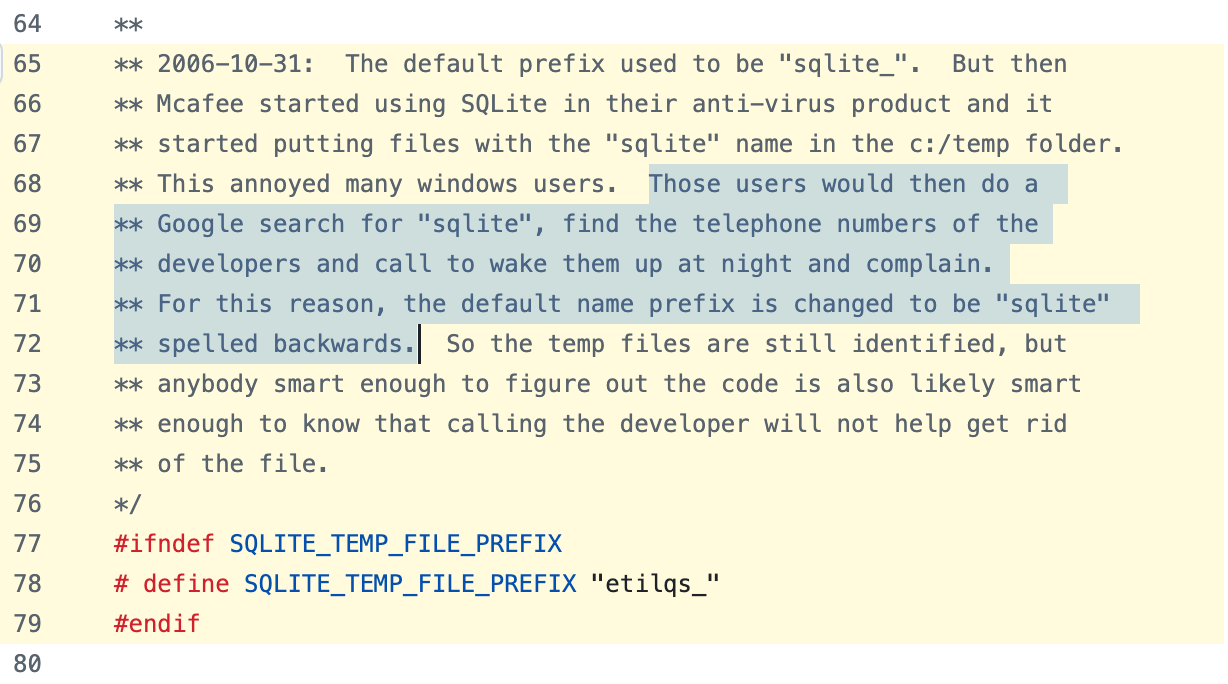 64 **
65 ** 2006-10-31:  The default prefix used to be "sqlite_".  But then
66 ** Mcafee started using SQLite in their anti-virus product and it
67 ** started putting files with the "sqlite" name in the c:/temp folder.
68 ** This annoyed many windows users.  Those users would then do a
69 ** Google search for "sqlite", find the telephone numbers of the
70 ** developers and call to wake them up at night and complain.
71 ** For this reason, the default name prefix is changed to be "sqlite"
72 ** spelled backwards.  So the temp files are still identified, but
73 ** anybody smart enough to figure out the code is also likely smart
74 ** enough to know that calling the developer will not help get rid
75 ** of the file.
76 */
77 #ifndef SQLITE_TEMP_FILE_PREFIX
78 # define SQLITE_TEMP_FILE_PREFIX "etilqs_"
79 #endif
80